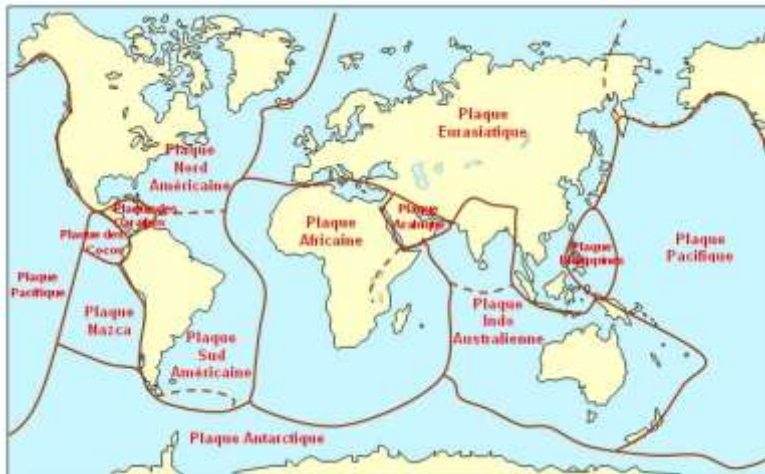 Plaque
Eurasiatique
Plaque
Nord
Américaine
Plaque des
Caraïbes
Plaque des
Cocos
Plaque
Africaine
Plaque
Arabique
Plaque
Philippines
Plaque
Pacifique
Plaque
Pacifique
Plaque
Nazca
Plaque
Sud
Américaine
Plaque
Indo
Australienne
Plaque Antarctique